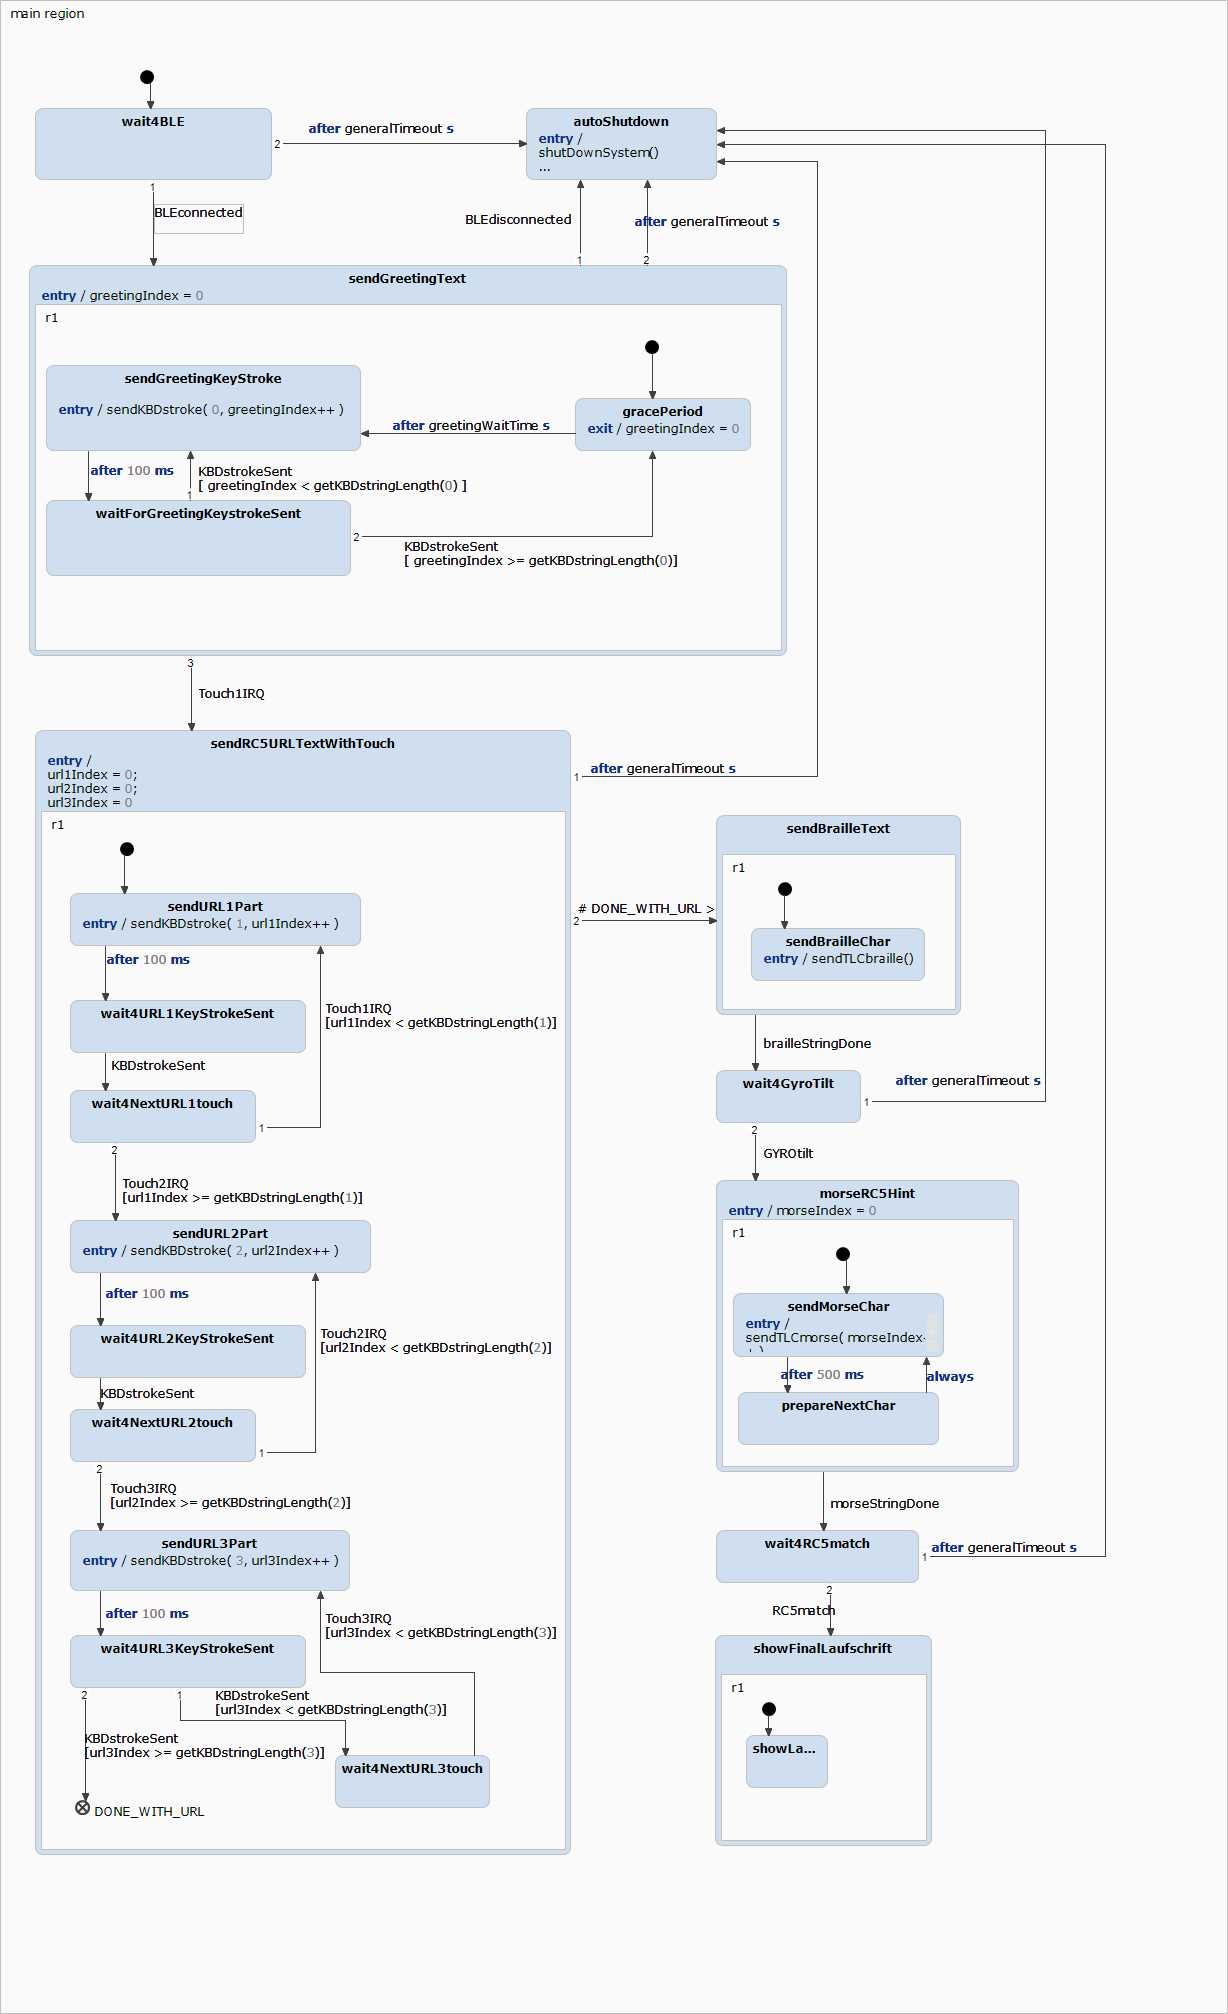 main region
wait4BLE
2
after generalTimeout s
autoShutdown
entry /
shutDownSystem()
...
1
BLEconnected
BLEdisconnected
after generalTimeout s
1
2
sendGreetingText
entry / greetingIndex = 0
r1
sendGreetingKeyStroke
entry / sendKBDstroke( 0, greetingIndex++ )
after greetingWaitTime s
gracePeriod
exit / greetingIndex = 0
after 100 ms
KBDstrokeSent
[ greetingIndex < getKBDstringLength(0) ]
1
waitForGreetingKeystrokeSent
2
KBDstrokeSent
[ greetingIndex >= getKBDstringLength(0)]
3
Touch1IRQ
sendRC5URLTextWithTouch
entry /
url1Index = 0;
url2Index = 0;
url3Index = 0
1
after generalTimeout s
r1
sendURL1Part
entry / sendKBDstroke( 1, url1Index++ )
after 100 ms
wait4URL1KeyStrokeSent
Touch1IRQ
[url1Index < getKBDstringLength(1)]
KBDstrokeSent
wait4NextURL1touch
1
2
Touch2IRQ
[url1Index >= getKBDstringLength(1)]
sendURL2Part
entry / sendKBDstroke( 2, url2Index++ )
after 100 ms
wait4URL2KeyStrokeSent
Touch2IRQ
[url2Index < getKBDstringLength(2)]
KBDstrokeSent
wait4NextURL2touch
1
2
Touch3IRQ
[url2Index >= getKBDstringLength(2)]
sendURL3Part
entry / sendKBDstroke( 3, url3Index++ )
after 100 ms
Touch3IRQ
[url3Index < getKBDstringLength(3)]
wait4URL3KeyStrokeSent
2
1
KBDstrokeSent
[url3Index < getKBDstringLength(3)]
KBDstrokeSent
[url3Index >= getKBDstringLength(3)]
wait4NextURL3touch
DONE_WITH_URL
# DONE_WITH_URL >
2
sendBrailleText
r1
sendBrailleChar
entry / sendTLCbraille()
brailleStringDone
wait4GyroTilt
1
after generalTimeout s
2
GYROtilt
morseRC5Hint
entry / morseIndex = 0
r1
sendMorseChar
entry /
sendTLCmorse( morseIndex
after 500 ms
always
prepareNextChar
morseStringDone
wait4RC5match
1
after generalTimeout s
2
RC5match
showFinalLaufschrift
r1
showLa...